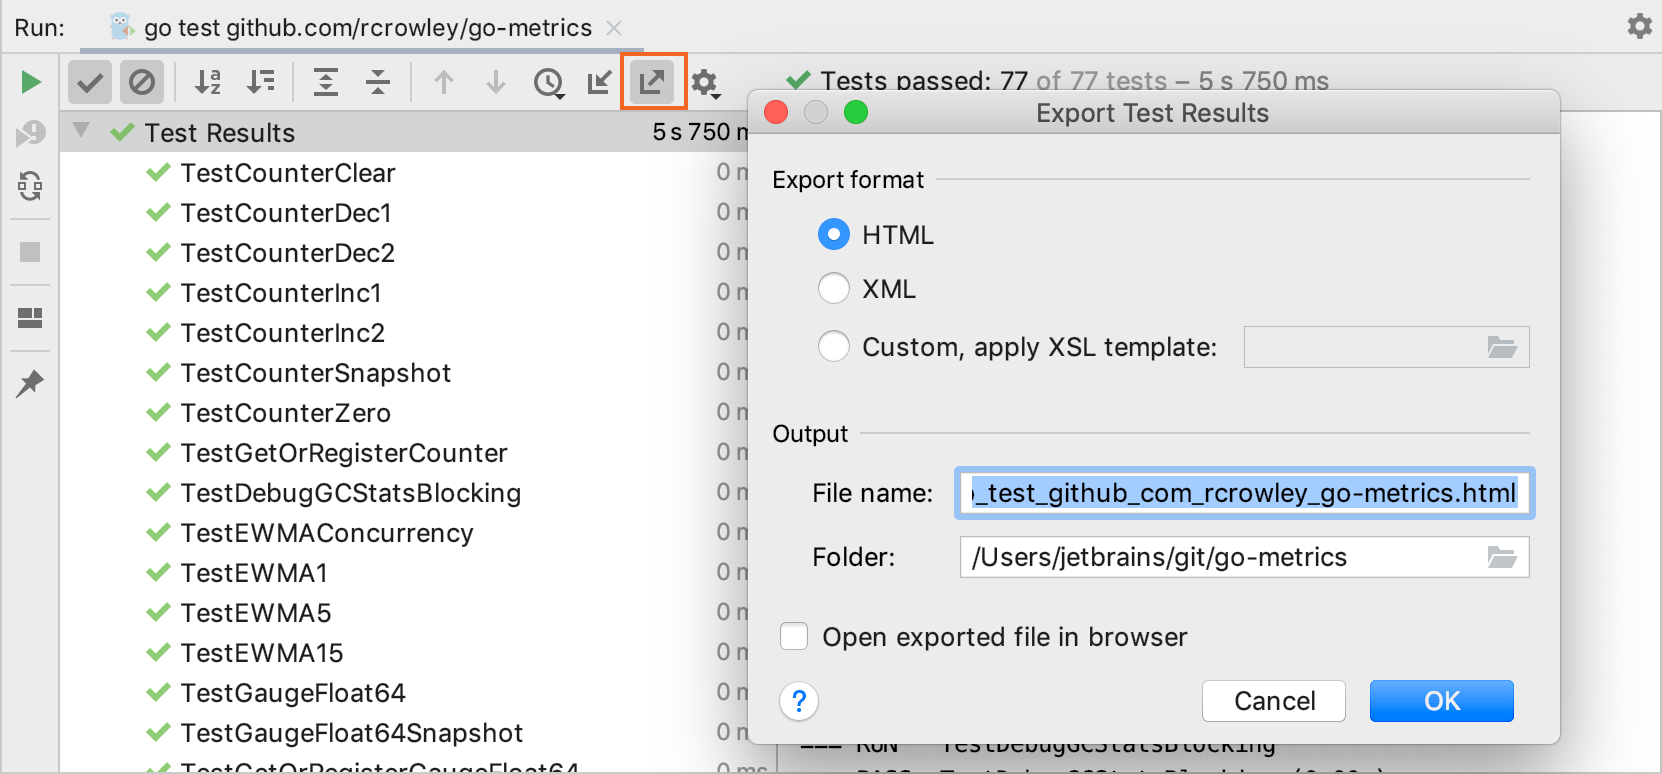 Run: go test github.com/rcrowley/go-metrics
Tests passed: 77 of 77 tests – 5 s 750 ms
Test Results 5 s 750 m
TestCounterClear 0 m
TestCounterDec1 0 m
TestCounterDec2 0 m
TestCounterInc1 0 m
TestCounterInc2 0 m
TestCounterSnapshot 0 m
TestCounterZero 0 m
TestGetOrRegisterCounter 0 m
TestDebugGCStatsBlocking 0 m
TestEWMAConcurrency 0 m
TestEWMA1 0 m
TestEWMA5 0 m
TestEWMA15 0 m
TestGaugeFloat64 0 m
TestGaugeFloat64Snapshot 0 m
TestGetOrRegisterGaugeFloat64 0 ms
Export Test Results
Export format
HTML
XML
Custom, apply XSL template:
Output
File name: _test_github_com_rcrowley_go-metrics.html
Folder: /Users/jetbrains/git/go-metrics
Open exported file in browser
?
Cancel
OK
=== RUN TestDebugGCStatsBlocking